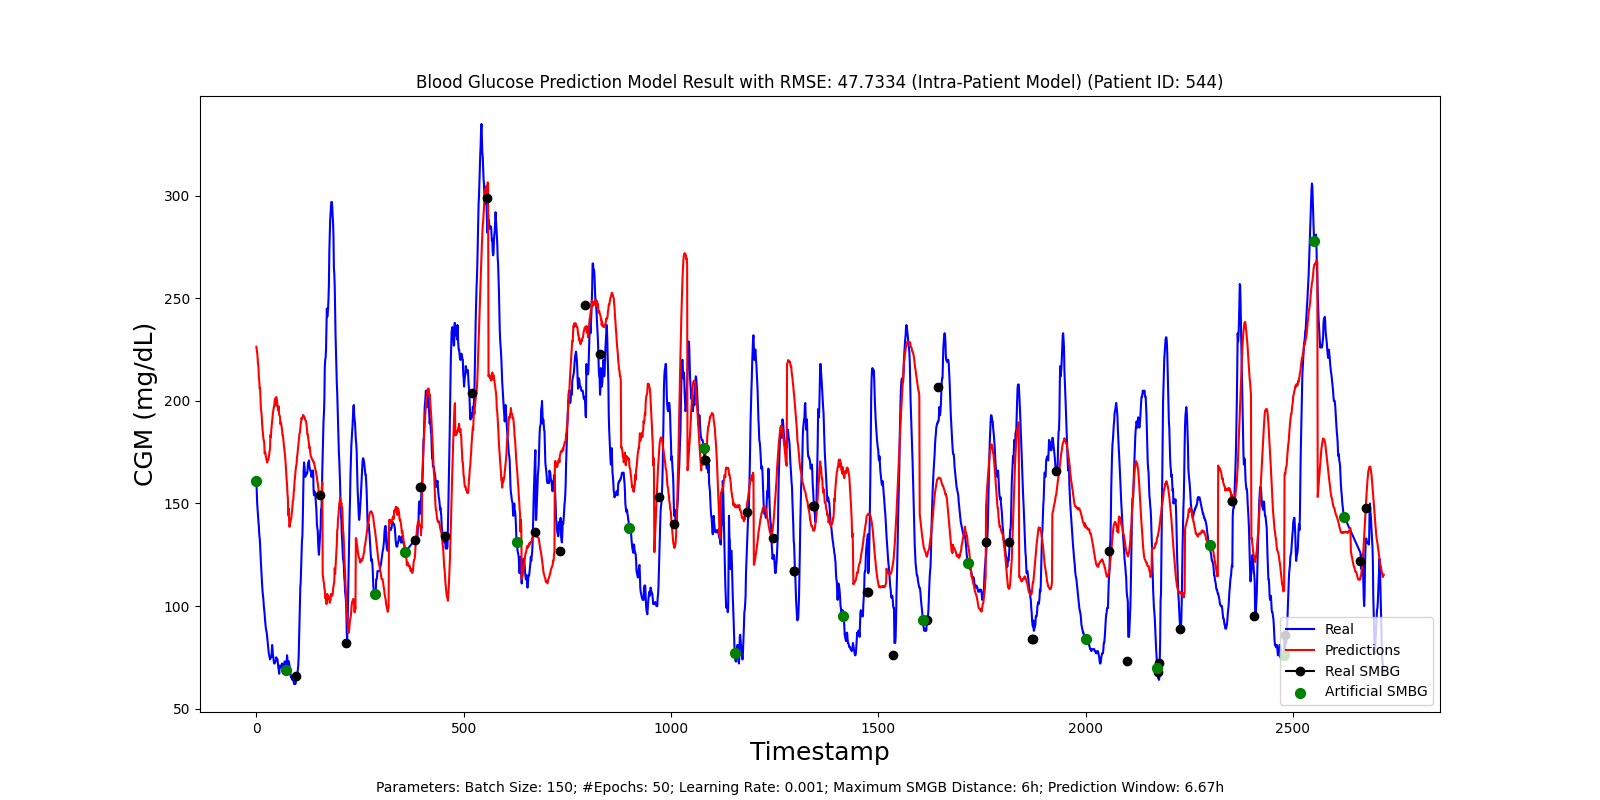 Blood Glucose Prediction Model Result with RMSE: 47.7334 (Intra-Patient Model) (Patient ID: 544)
CGM (mg/dL)
300
250
200
150
100
50
0 500 1000 1500 2000 2500
Real
Predictions
Real SMBG
Artificial SMBG
Timestamp
Parameters: Batch Size: 150; #Epochs: 50; Learning Rate: 0.001; Maximum SMGB Distance: 6h; Prediction Window: 6.67h